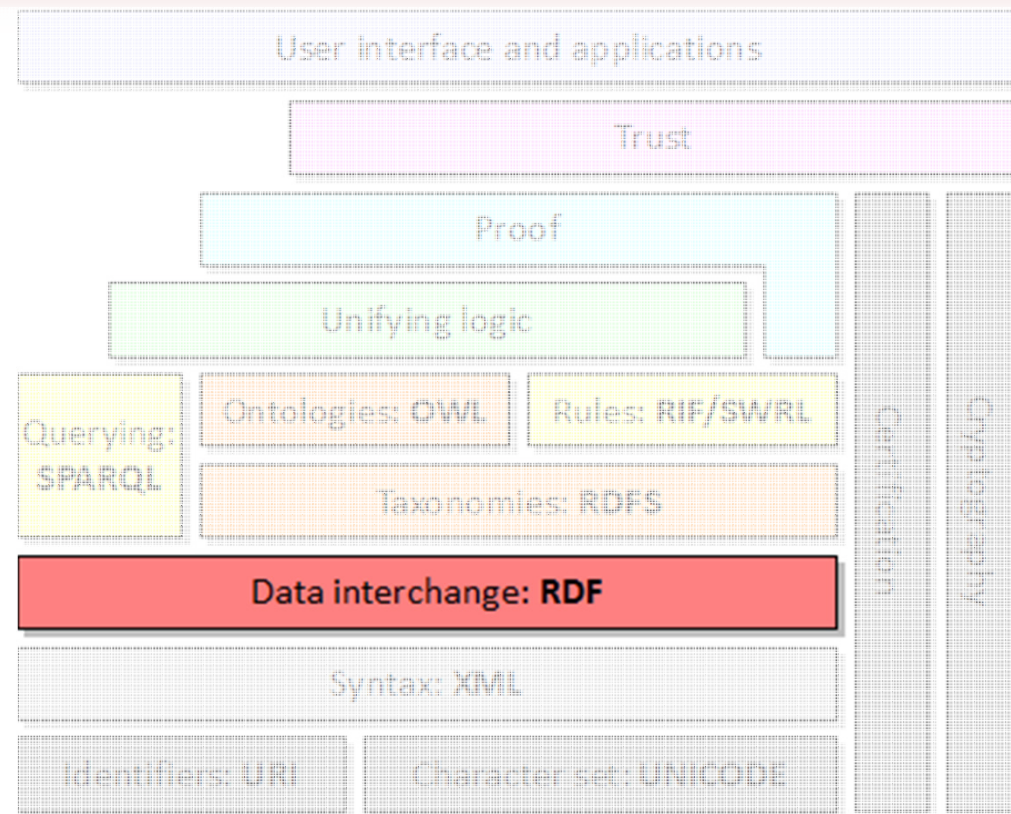 User interface and applications
Trust
Proof
Unifying logic
Querying:
SPARQL
Ontologies: OWL
Rules: RIF/SWRL
Taxonomies: RDFS
Data interchange: RDF
Syntax: XML
Identifiers: URI
Character set: UNICODE
Cryptography